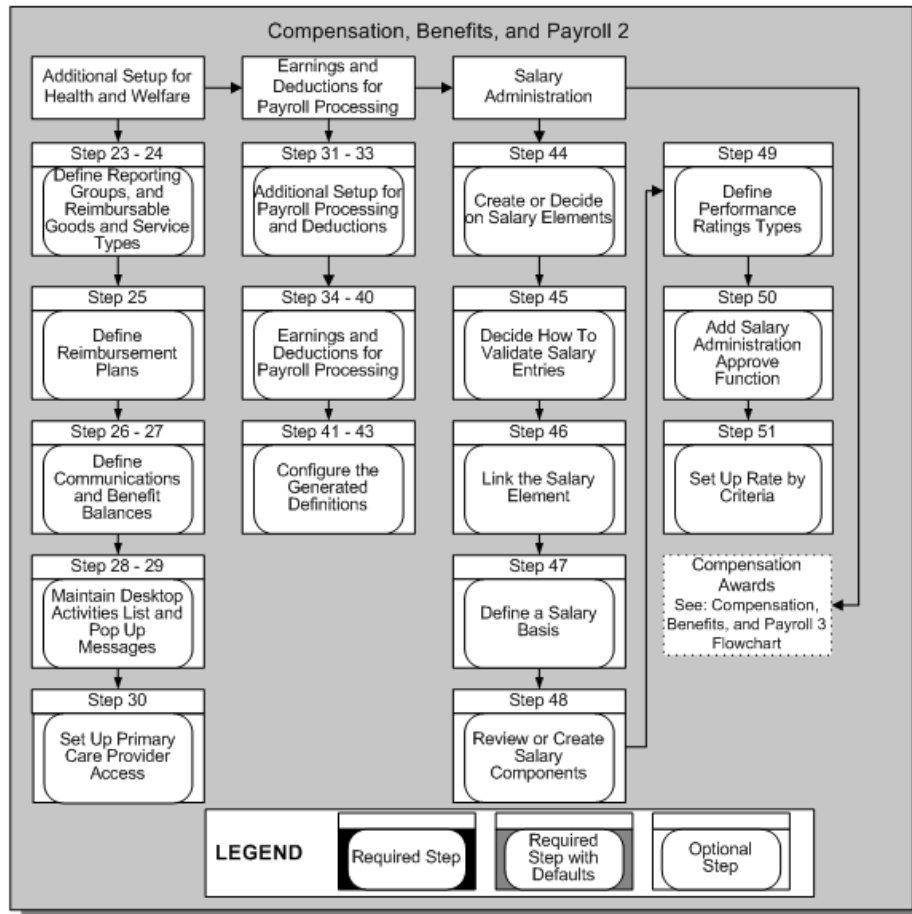 Compensation, Benefits, and Payroll 2
Additional Setup for
Health and Welfare
Earnings and
Deductions for
Payroll Processing
Salary
Administration
Step 23 - 24
Define Reporting
Groups, and
Reimbursable
Goods and Service
Types
Step 25
Define
Reimbursement
Plans
Step 26 - 27
Define
Communications
and Benefit
Balances
Step 28 - 29
Maintain Desktop
Activities List and
Pop Up
Messages
Step 30
Set Up Primary
Care Provider
Access
Step 31 - 33
Additional Setup for
Payroll Processing
and Deductions
Step 34 - 40
Earnings and
Deductions for
Payroll Processing
Step 41 - 43
Configure the
Generated
Definitions
Step 44
Create or Decide
on Salary Elements
Step 45
Decide How To
Validate Salary
Entries
Step 46
Link the Salary
Element
Step 47
Define a Salary
Basis
Step 48
Review or Create
Salary
Components
Step 49
Define
Performance
Ratings Types
Step 50
Add Salary
Administration
Approve
Function
Step 51
Set Up Rate by
Criteria
Compensation
Awards
See: Compensation,
Benefits, and Payroll 3
Flowchart
LEGEND
Required Step
Required
Step with
Defaults
Optional
Step